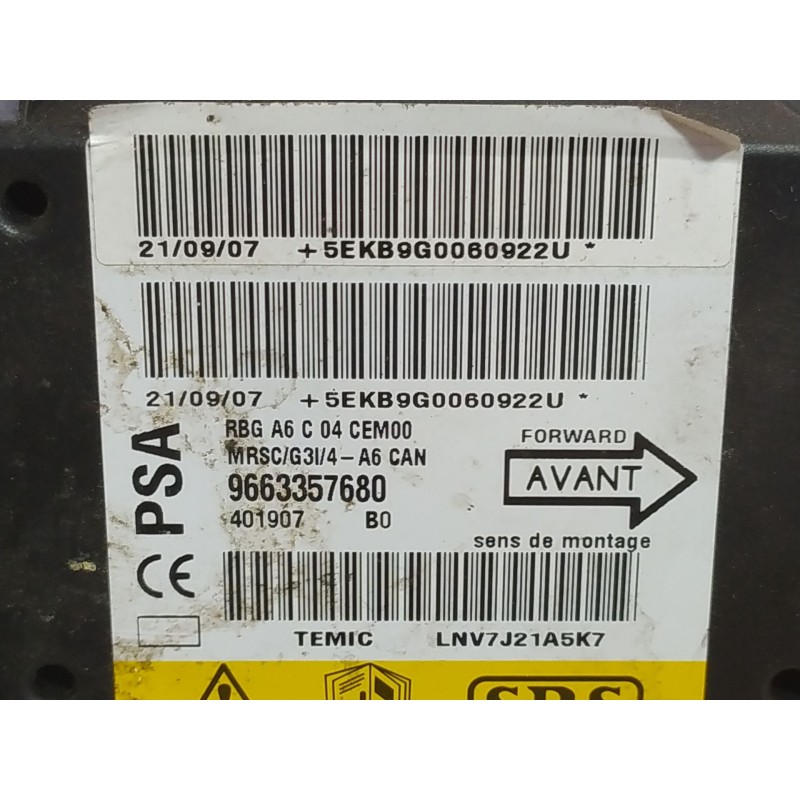 21/09/07 +5EKB9G0060922U *
21/09/07 +5EKB9G0060922U *
PSA
RBG A6 C 04 CEM00
MRSC/G3I/4-A6 CAN
9663357680
401907 B0
FORWARD
AVANT
sens de montage
CE
TEMIC LNV7J21A5K7
SRS